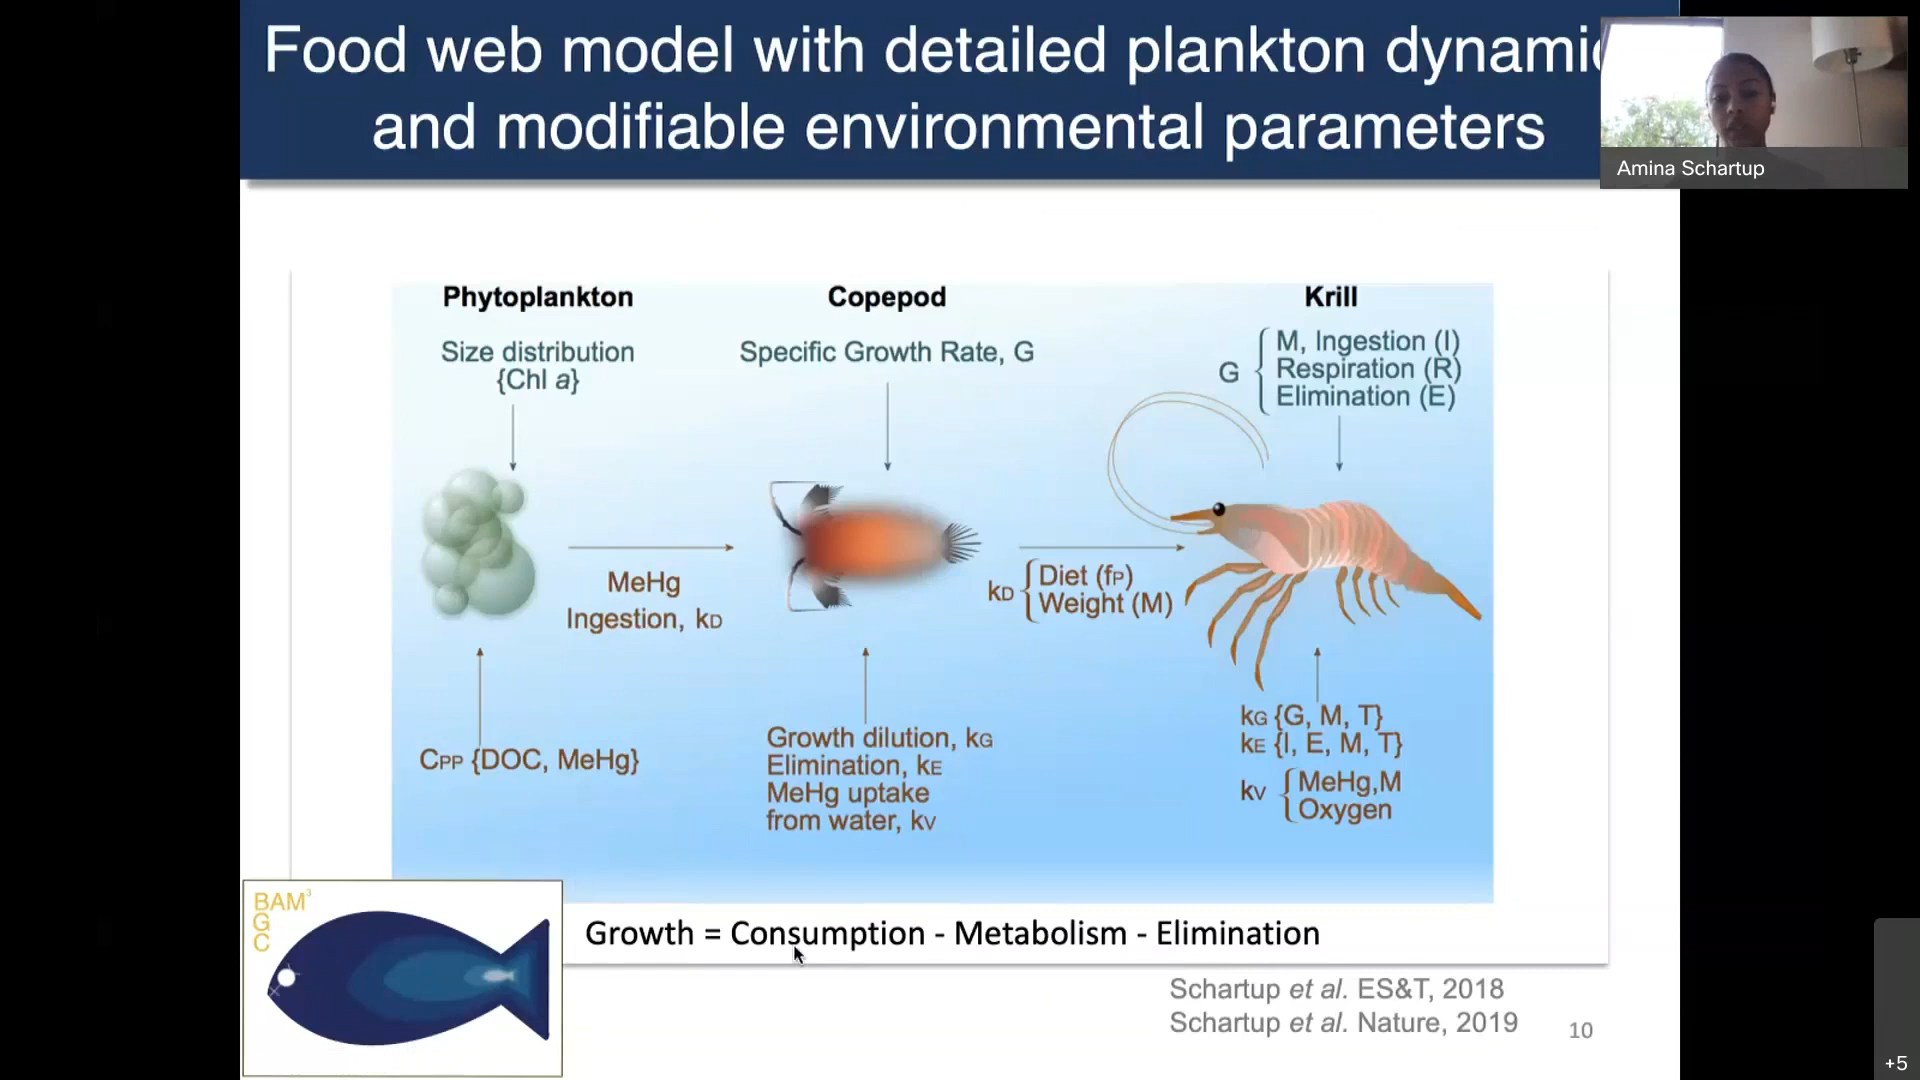 Food web model with detailed plankton dynamic
and modifiable environmental parameters
Amina Schartup
Phytoplankton
Size distribution
{Chl a}
Copepod
Specific Growth Rate, G
Krill
G { M, Ingestion (I)
Respiration (R)
Elimination (E)
MeHg
Ingestion, kD
kD { Diet (fP)
Weight (M)
CPP {DOC, MeHg}
Growth dilution, kG
Elimination, kE
MeHg uptake
from water, kV
kG {G, M, T}
kE {I, E, M, T}
kV { MeHg,M
Oxygen
BAM³
G
C
Growth = Consumption - Metabolism - Elimination
Schartup et al. ES&T, 2018
Schartup et al. Nature, 2019
10
+5